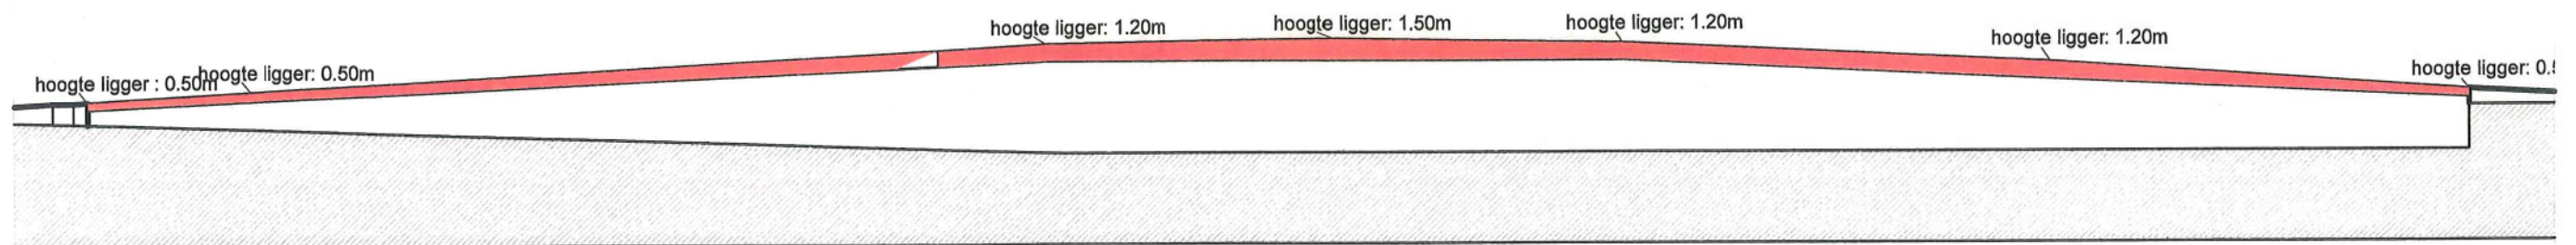 hoogte ligger : 0.50m
hoogte ligger: 0.50m
hoogte ligger: 1.20m
hoogte ligger: 1.50m
hoogte ligger: 1.20m
hoogte ligger: 1.20m
hoogte ligger: